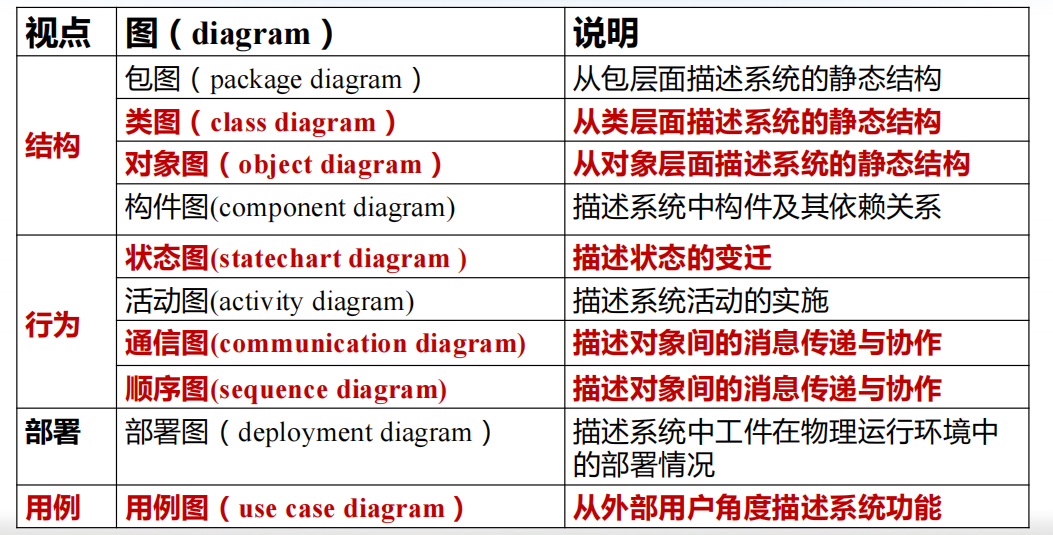 视点 图（diagram） 说明
结构
包图（package diagram） 从包层面描述系统的静态结构
类图（class diagram） 从类层面描述系统的静态结构
对象图（object diagram） 从对象层面描述系统的静态结构
构件图(component diagram) 描述系统中构件及其依赖关系
行为
状态图(statechart diagram ) 描述状态的变迁
活动图(activity diagram) 描述系统活动的实施
通信图(communication diagram) 描述对象间的消息传递与协作
顺序图(sequence diagram) 描述对象间的消息传递与协作
部署 部署图（deployment diagram） 描述系统中工件在物理运行环境中
的部署情况
用例 用例图（use case diagram） 从外部用户角度描述系统功能